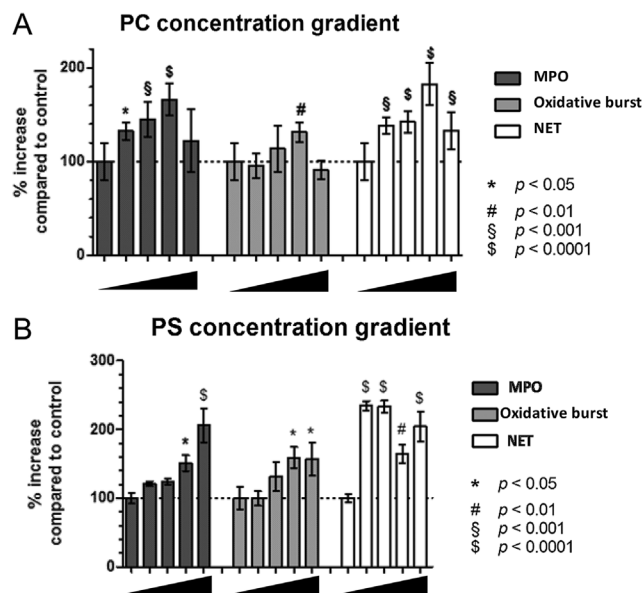 A
PC concentration gradient
% increase
compared to control
200
100
0
* § $
#
§ $ $ §
MPO
Oxidative burst
NET
* p < 0.05
# p < 0.01
§ p < 0.001
$ p < 0.0001
B
PS concentration gradient
% increase
compared to control
300
200
100
0
* $
* *
$ $ # $
MPO
Oxidative burst
NET
* p < 0.05
# p < 0.01
§ p < 0.001
$ p < 0.0001